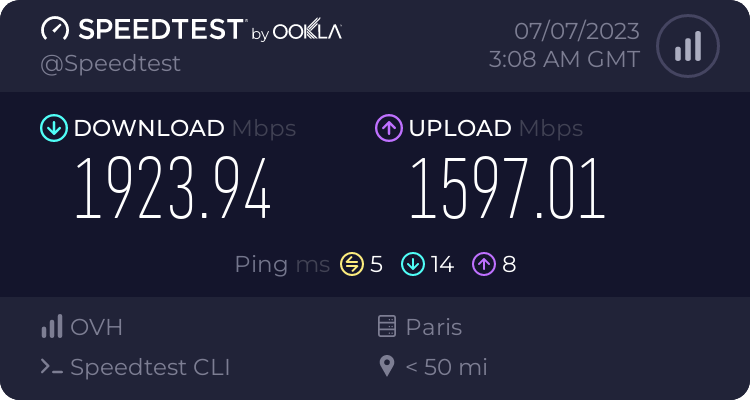 SPEEDTEST by OOKLA
@Speedtest
07/07/2023
3:08 AM GMT
DOWNLOAD Mbps
1923.94
UPLOAD Mbps
1597.01
Ping ms 5 14 8
OVH
Paris
Speedtest CLI
< 50 mi